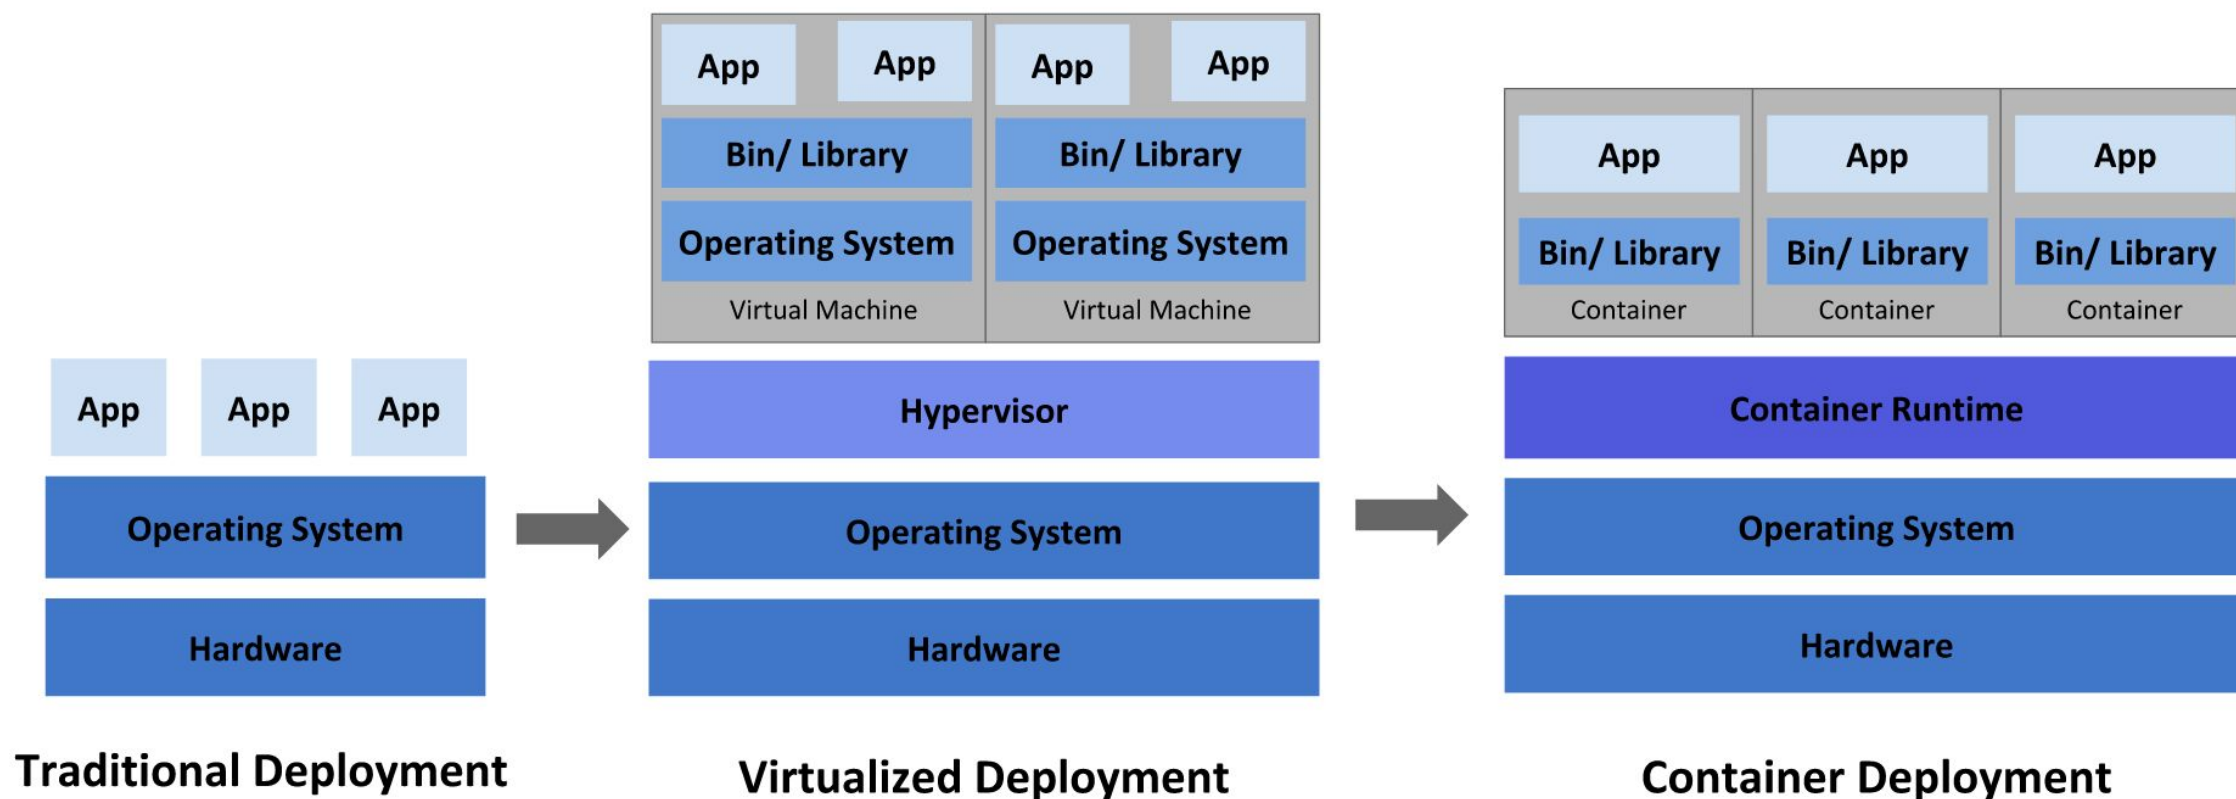 App
App
App
Operating System
Hardware
Traditional Deployment
App
App
App
App
Bin/ Library
Bin/ Library
Operating System
Operating System
Virtual Machine
Virtual Machine
Hypervisor
Operating System
Hardware
Virtualized Deployment
App
App
App
Bin/ Library
Bin/ Library
Bin/ Library
Container
Container
Container
Container Runtime
Operating System
Hardware
Container Deployment